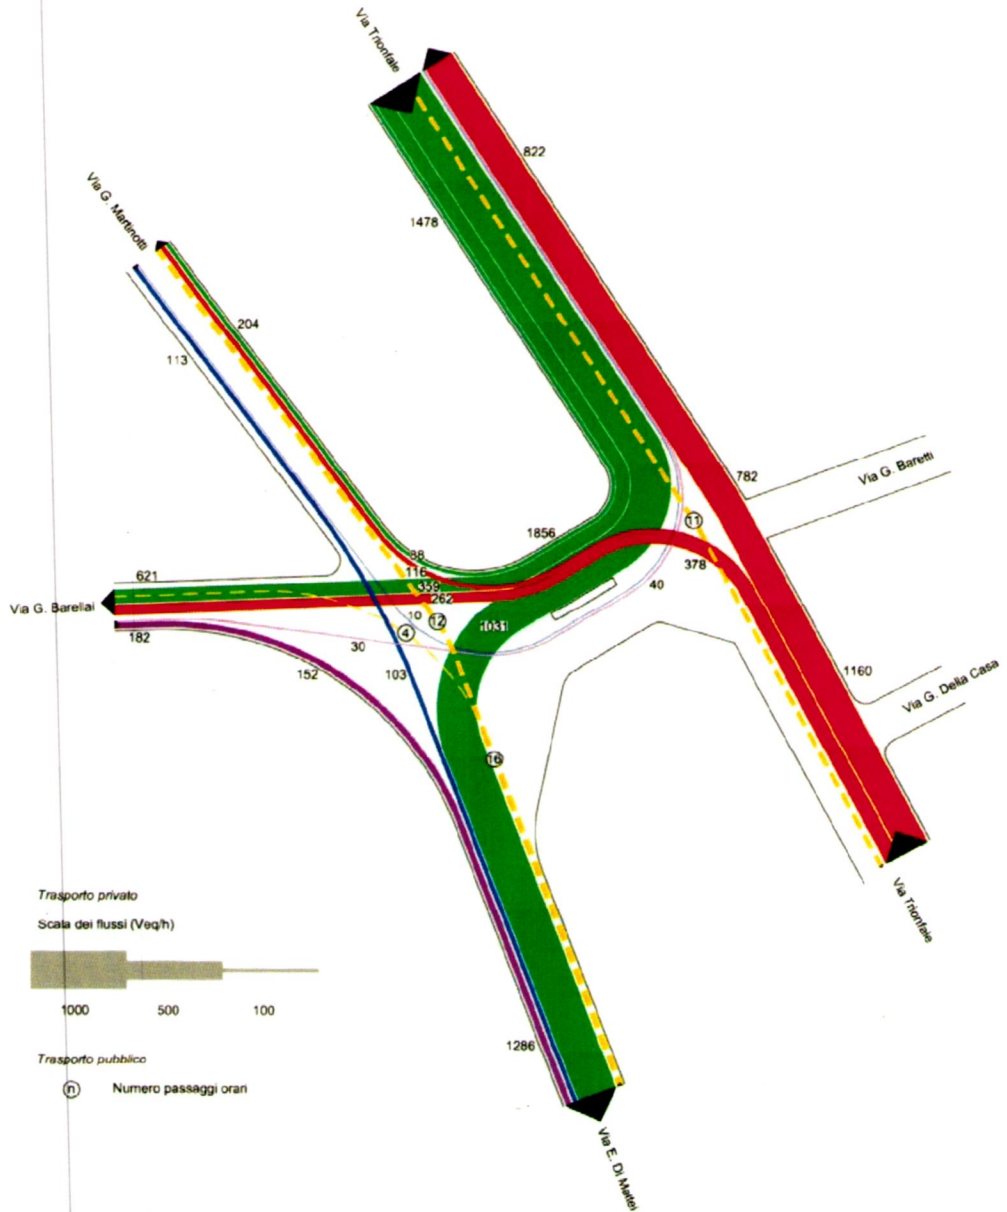 Via Trionfale
822
1478
Via G. Martinotti
204
113
782
Via G. Baretti
11
1856
378
88
116
359
262
621
Via G. Barellai
10
12
4
40
1031
182
30
152
103
1160
Via G. Della Casa
16
Via Trionfale
Trasporto privato
Scala dei flussi (Veq/h)
1000
500
100
1286
Trasporto pubblico
n
Numero passaggi orari
Via E. Di Mattei